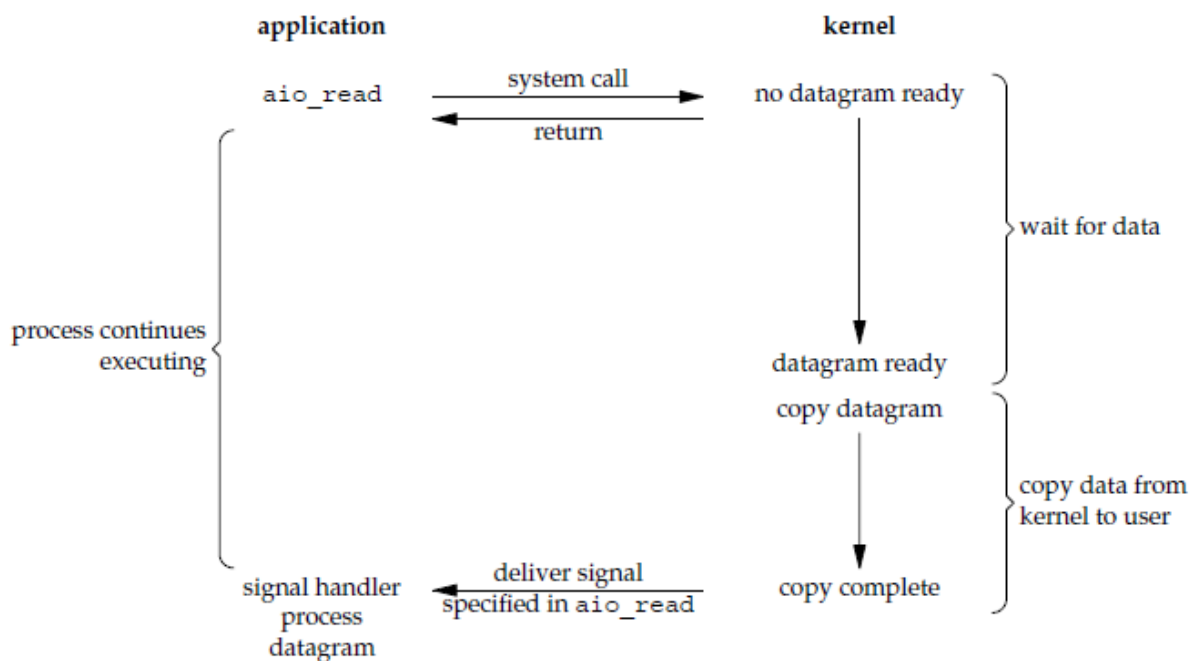 application
kernel
system call
aio_read
no datagram ready
return
wait for data
process continues
executing
datagram ready
copy datagram
copy data from
kernel to user
deliver signal
signal handler
copy complete
specified in aio_read
process
datagram